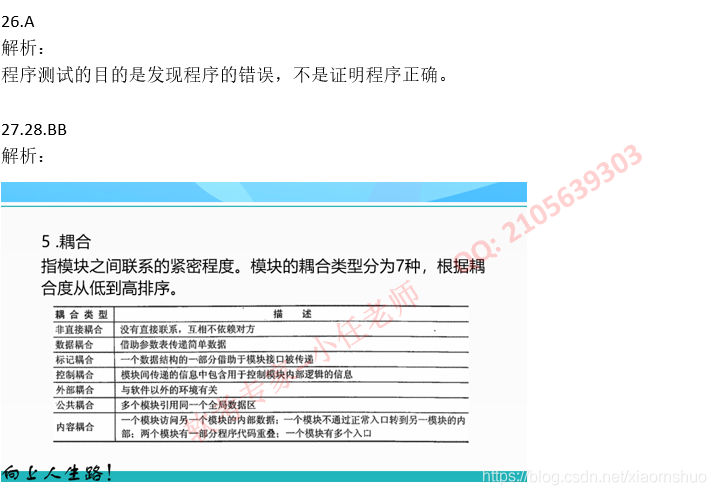 26.A
解析：
程序测试的目的是发现程序的错误，不是证明程序正确。
27.28.BB
解析：
5 .耦合
指模块之间联系的紧密程度。模块的耦合类型分为7种，根据耦
合度从低到高排序。
耦 合 类 型 描 述
非直接耦合 没有直接联系，互相不依赖对方
数据耦合 借助参数表传递简单数据
标记耦合 一个数据结构的一部分借助于模块接口被传递
控制耦合 模块间传递的信息中包含用于控制模块内部逻辑的信息
外部耦合 与软件以外的环境有关
公共耦合 多个模块引用同一个全局数据区
内容耦合 一个模块访问另一个模块的内部数据；一个模块不通过正常入口转到另一模块的内
部；两个模块有一部分程序代码重叠；一个模块有多个入口
向上人生路！
软考专家-小任老师 QQ: 2105639303
https://blog.csdn.net/xiaomshuo